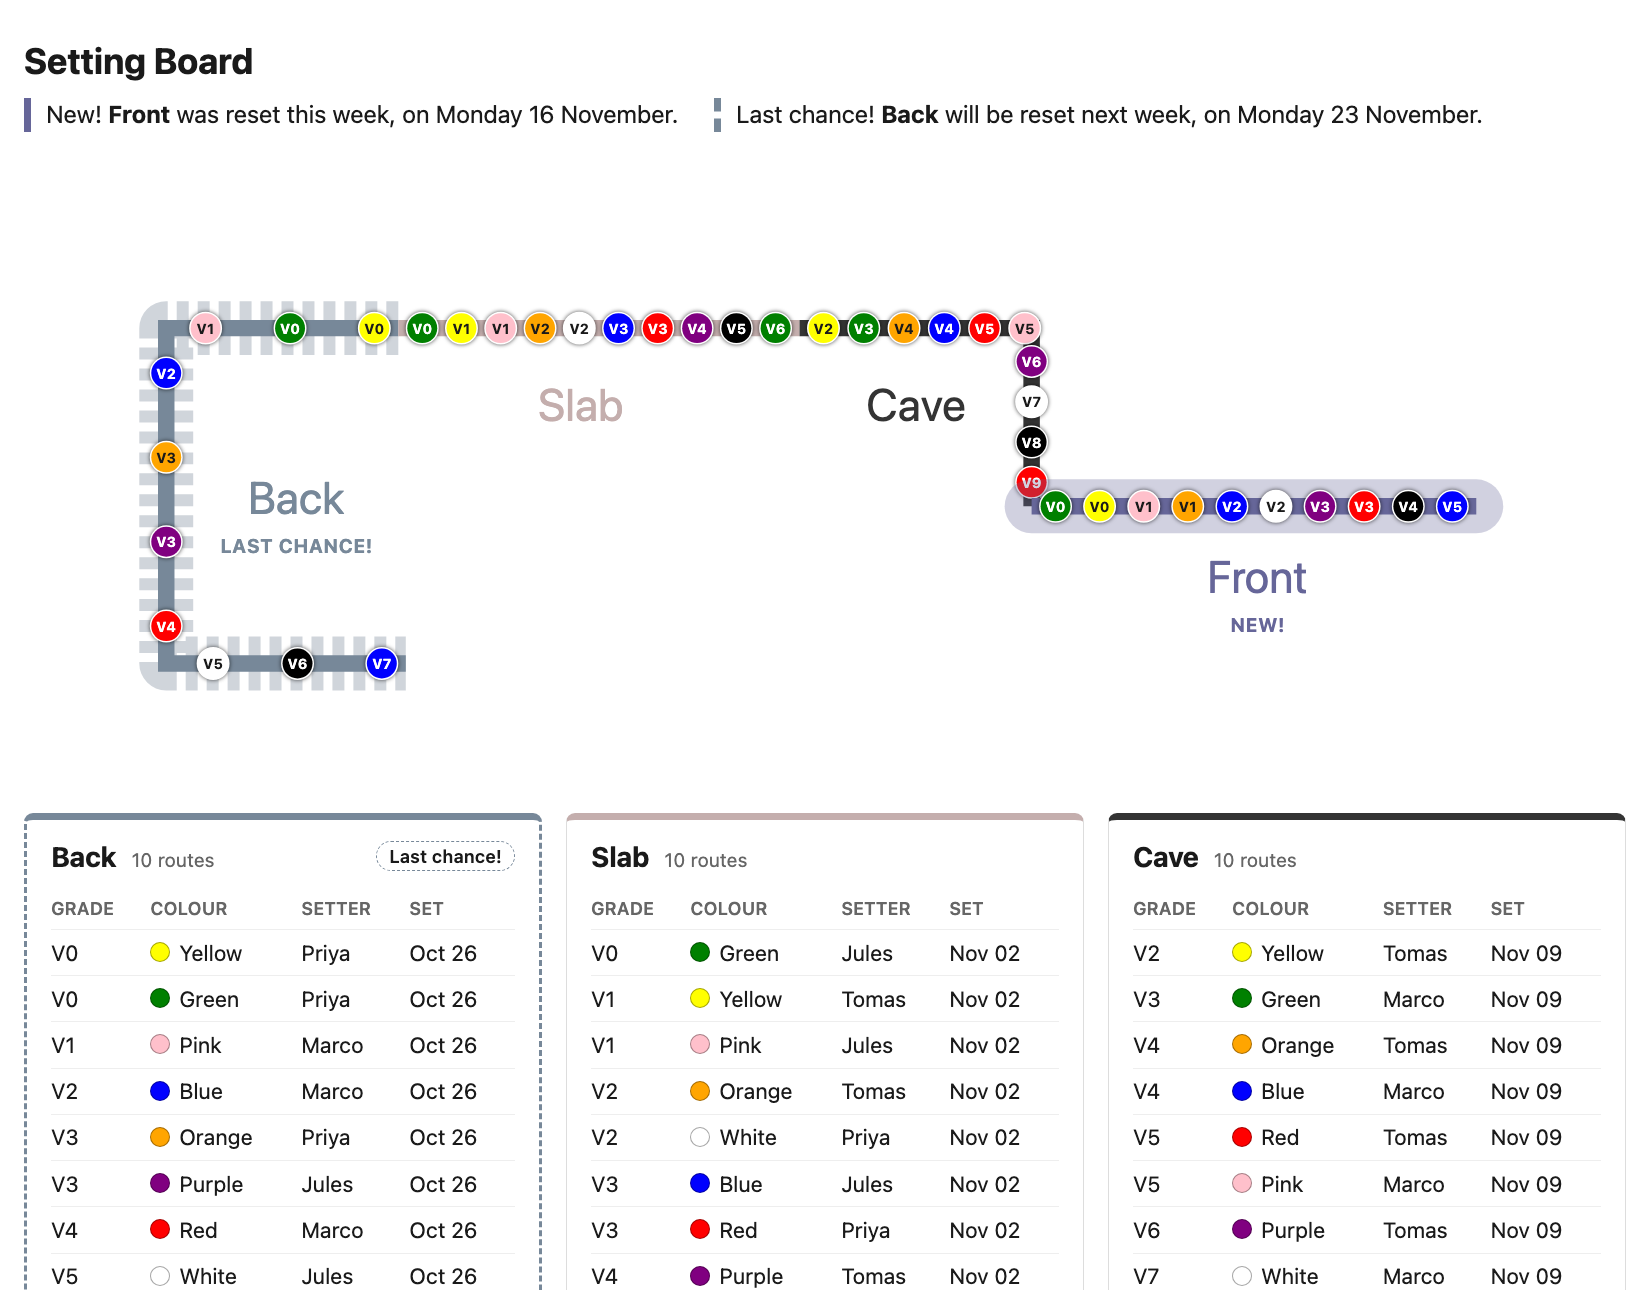 Setting Board
New! Front was reset this week, on Monday 16 November.
Last chance! Back will be reset next week, on Monday 23 November.
V1 V0 V0 V0 V1 V1 V2 V2 V3 V3 V4 V5 V6 V2 V3 V4 V4 V5 V5
V6
V2
V7
Slab
Cave
V8
V3
V9
Back
V0 V0 V1 V1 V2 V2 V3 V3 V4 V5
V3
LAST CHANCE!
Front
NEW!
V4
V5 V6 V7
Back 10 routes Last chance!
GRADE COLOUR SETTER SET
V0 Yellow Priya Oct 26
V0 Green Priya Oct 26
V1 Pink Marco Oct 26
V2 Blue Marco Oct 26
V3 Orange Priya Oct 26
V3 Purple Jules Oct 26
V4 Red Marco Oct 26
V5 White Jules Oct 26
Slab 10 routes
GRADE COLOUR SETTER SET
V0 Green Jules Nov 02
V1 Yellow Tomas Nov 02
V1 Pink Jules Nov 02
V2 Orange Tomas Nov 02
V2 White Priya Nov 02
V3 Blue Jules Nov 02
V3 Red Priya Nov 02
V4 Purple Tomas Nov 02
Cave 10 routes
GRADE COLOUR SETTER SET
V2 Yellow Tomas Nov 09
V3 Green Marco Nov 09
V4 Orange Tomas Nov 09
V4 Blue Marco Nov 09
V5 Red Tomas Nov 09
V5 Pink Marco Nov 09
V6 Purple Tomas Nov 09
V7 White Marco Nov 09